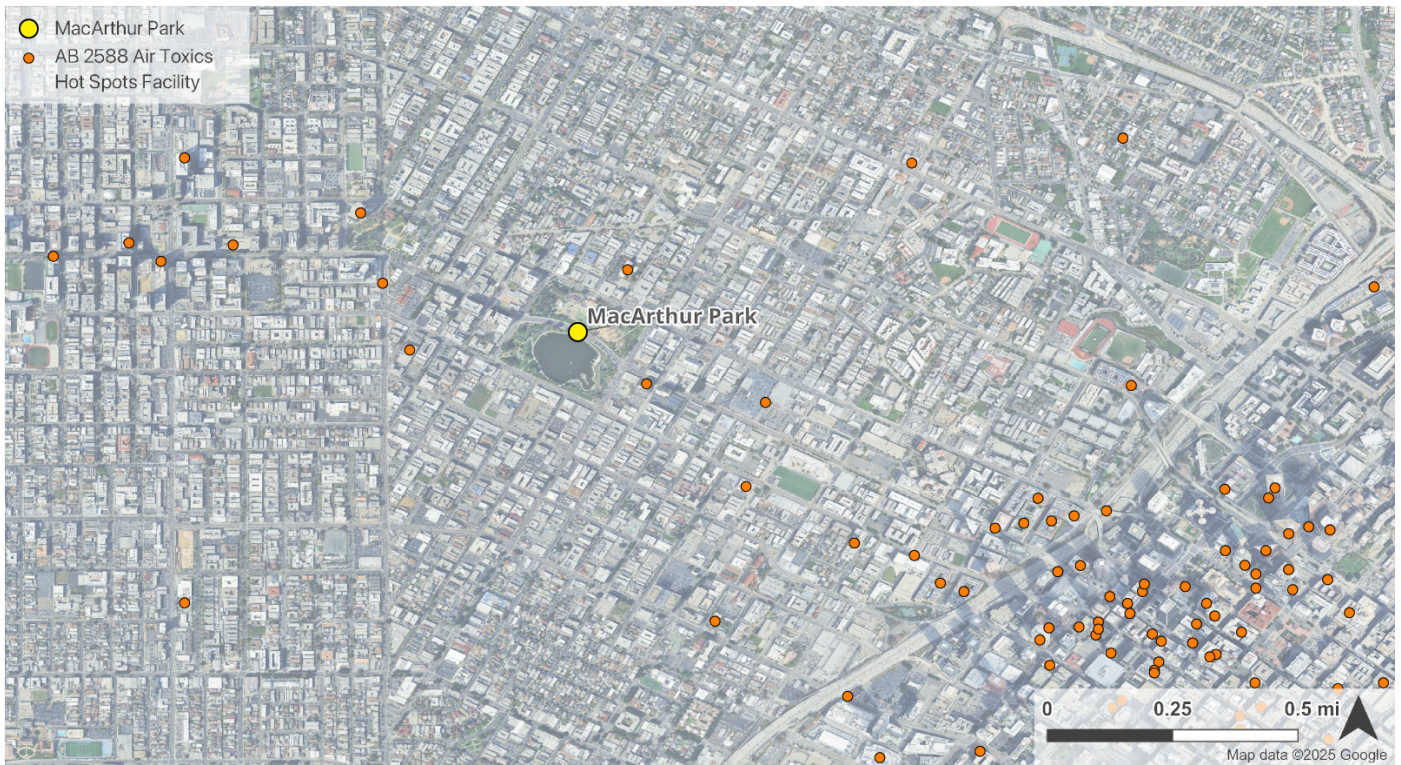 MacArthur Park
AB 2588 Air Toxics
Hot Spots Facility
MacArthur Park
0 0.25 0.5 mi
Map data ©2025 Google